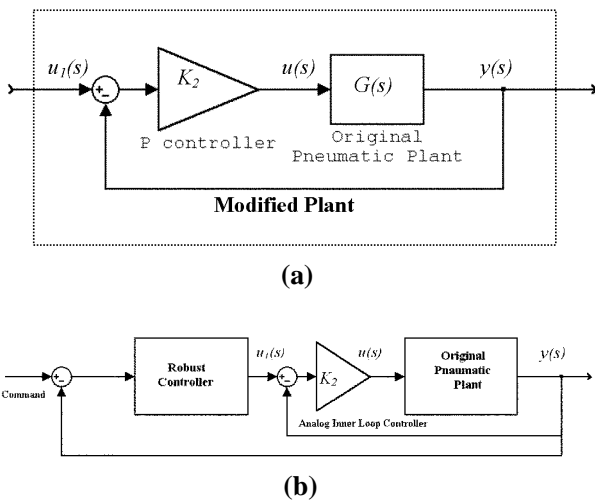 u₁(s)
+
−
K₂
u(s)
G(s)
y(s)
P controller
Original
Pneumatic Plant
Modified Plant
(a)
Command
+
−
Robust
Controller
u₁(s)
+
−
K₂
u(s)
Original
Pnaumatic
Plant
y(s)
Analog Inner Loop Controller
(b)